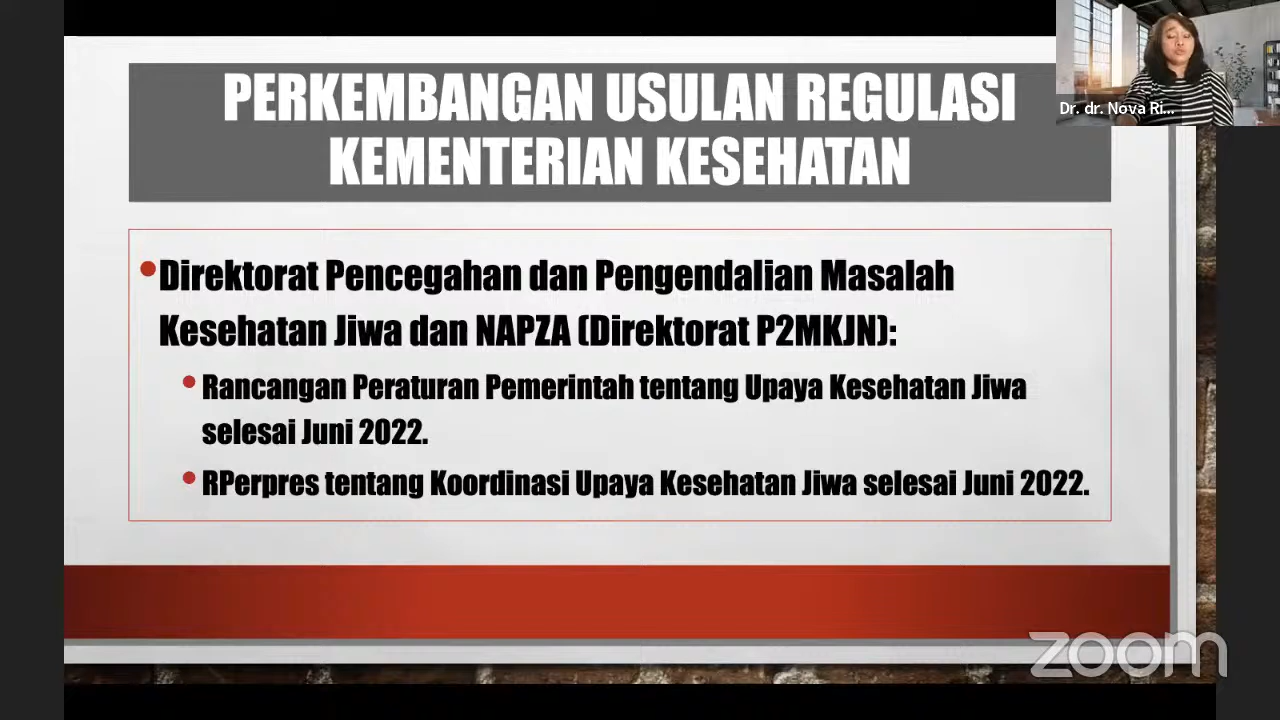 PERKEMBANGAN USULAN REGULASI
KEMENTERIAN KESEHATAN
Dr. dr. Nova Ri...
•Direktorat Pencegahan dan Pengendalian Masalah
Kesehatan Jiwa dan NAPZA (Direktorat P2MKJN):
•Rancangan Peraturan Pemerintah tentang Upaya Kesehatan Jiwa
selesai Juni 2022.
•RPerpres tentang Koordinasi Upaya Kesehatan Jiwa selesai Juni 2022.
zoom